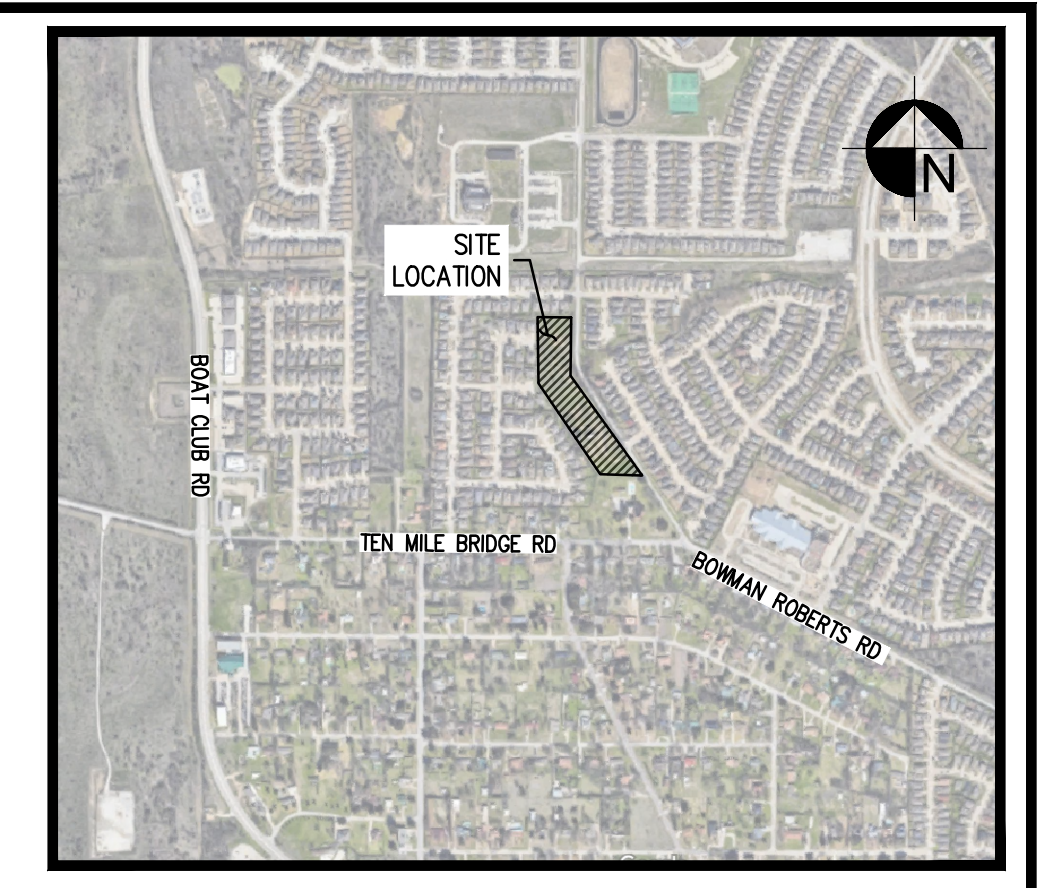 N
SITE
LOCATION
BOAT CLUB RD
TEN MILE BRIDGE RD
BOWMAN ROBERTS RD